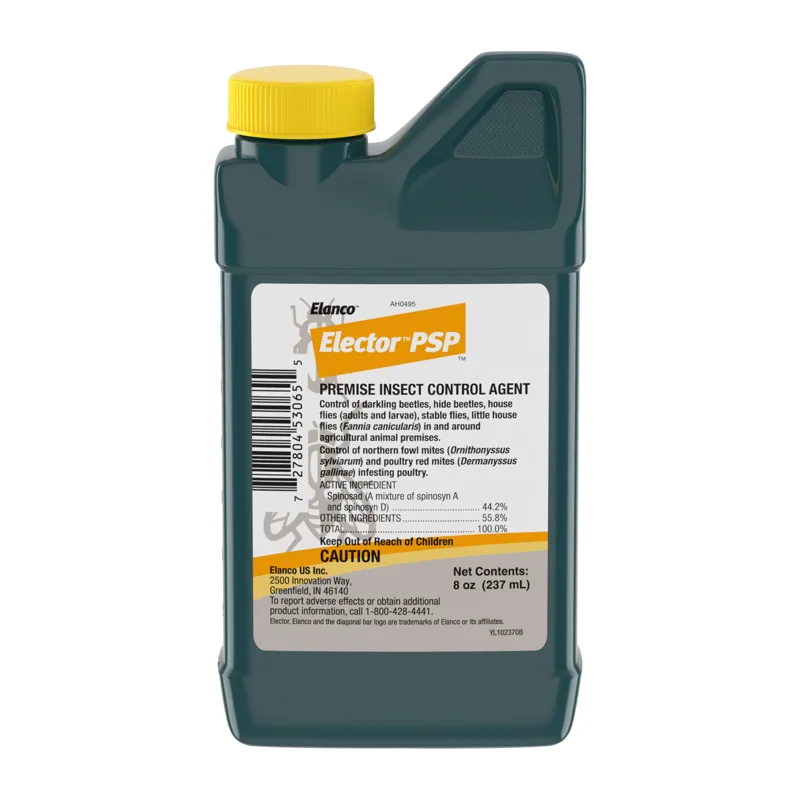 Elanco™
AH0495
Elector™ PSP™
PREMISE INSECT CONTROL AGENT
Control of darkling beetles, hide beetles, house
flies (adults and larvae), stable flies, little house
flies (Fannia canicularis) in and around
agricultural animal premises.
Control of northern fowl mites (Ornithonyssus
sylviarum) and poultry red mites (Dermanyssus
gallinae) infesting poultry.
ACTIVE INGREDIENT
Spinosad (A mixture of spinosyn A
and spinosyn D) ................................ 44.2%
OTHER INGREDIENTS ........................... 55.8%
TOTAL ................................................ 100.0%
Keep Out of Reach of Children
CAUTION
Elanco US Inc.
2500 Innovation Way,
Greenfield, IN 46140
To report adverse effects or obtain additional
product information, call 1-800-428-4441.
Elector, Elanco and the diagonal bar logo are trademarks of Elanco or its affiliates.
Net Contents:
8 oz (237 mL)
YL102370B
7 27804 53065 5